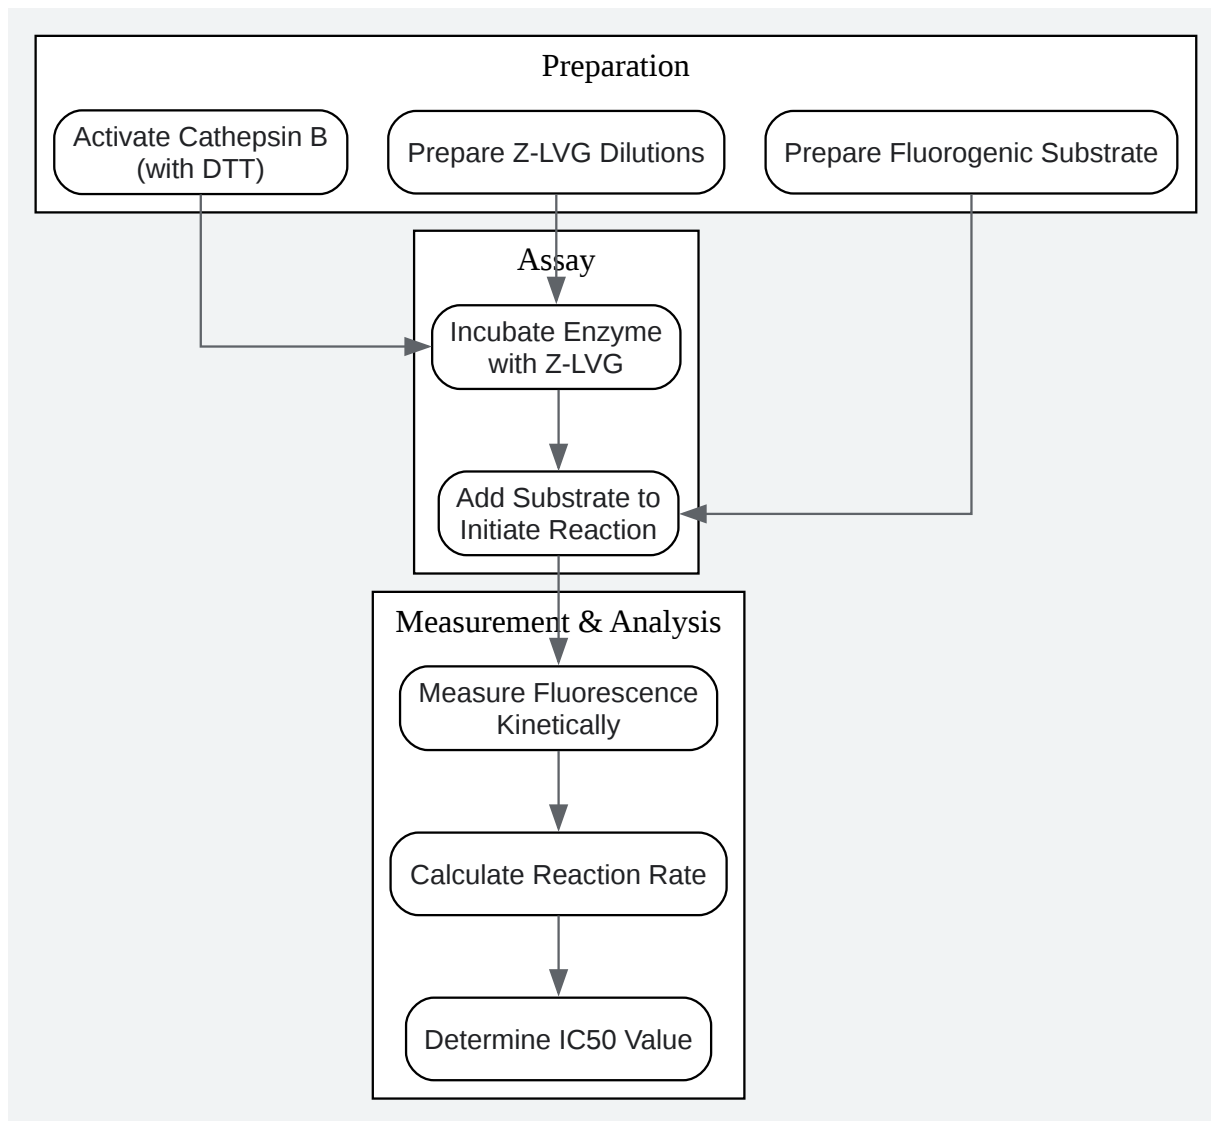 Preparation
Activate Cathepsin B
(with DTT)
Prepare Z-LVG Dilutions
Prepare Fluorogenic Substrate
Assay
Incubate Enzyme
with Z-LVG
Add Substrate to
Initiate Reaction
Measurement & Analysis
Measure Fluorescence
Kinetically
Calculate Reaction Rate
Determine IC50 Value